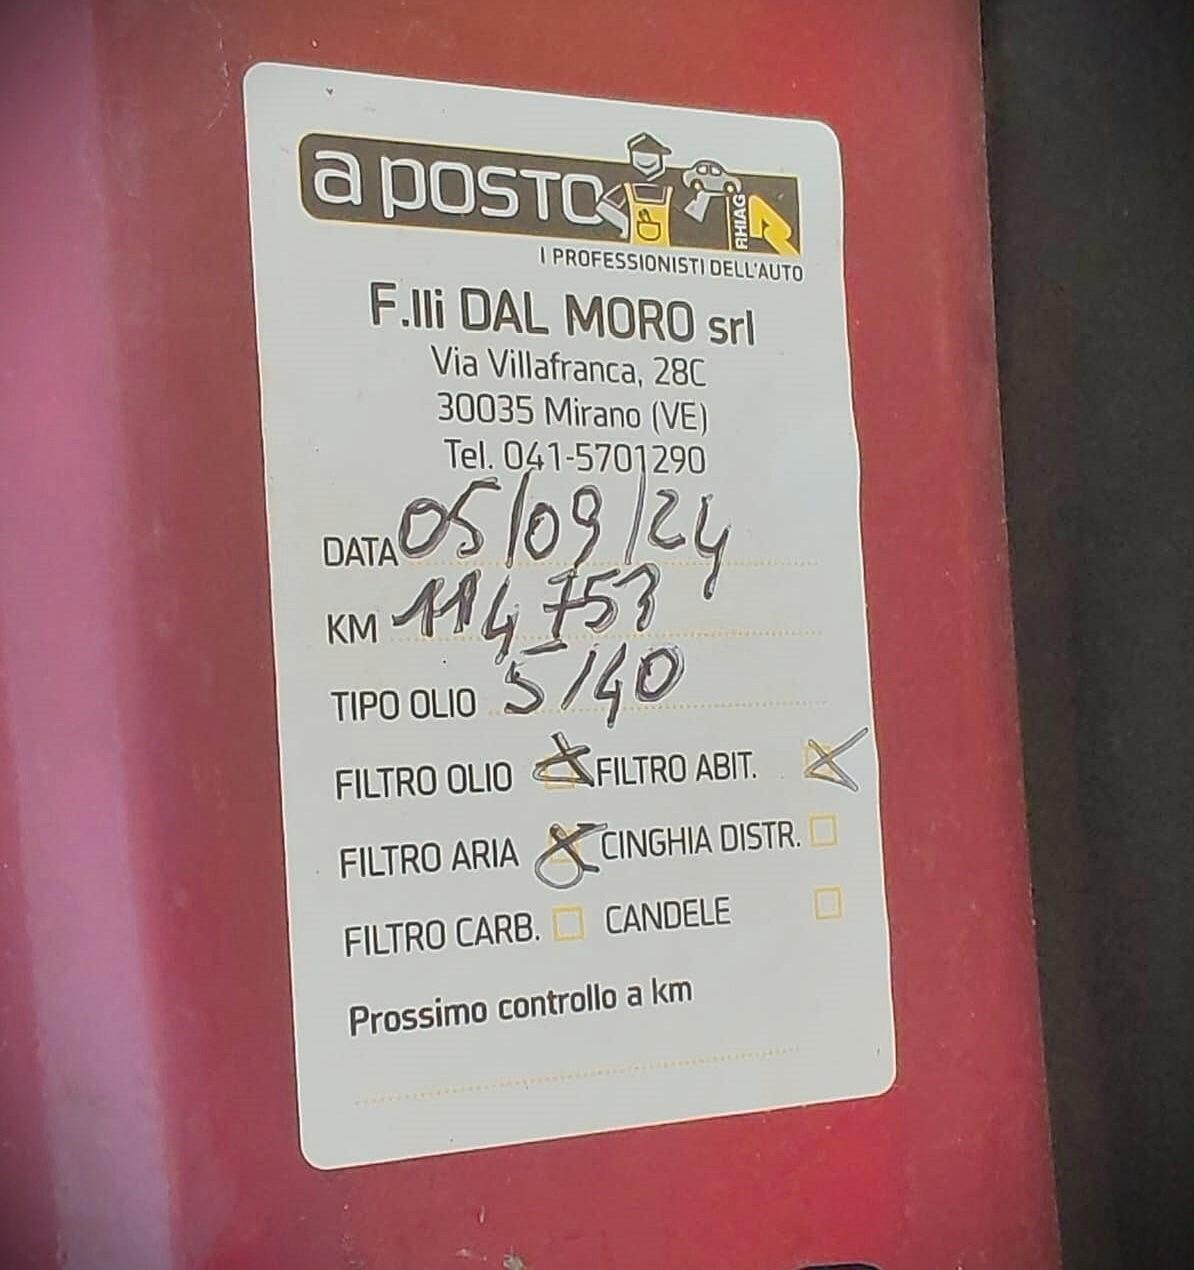 a POSTO
RHIAG
I PROFESSIONISTI DELL'AUTO
F.lli DAL MORO srl
Via Villafranca, 28C
30035 Mirano (VE)
Tel. 041-5701290
DATA 05/09/24
KM 114753
TIPO OLIO 5/40
FILTRO OLIO FILTRO ABIT.
FILTRO ARIA CINGHIA DISTR.
FILTRO CARB. CANDELE
Prossimo controllo a km